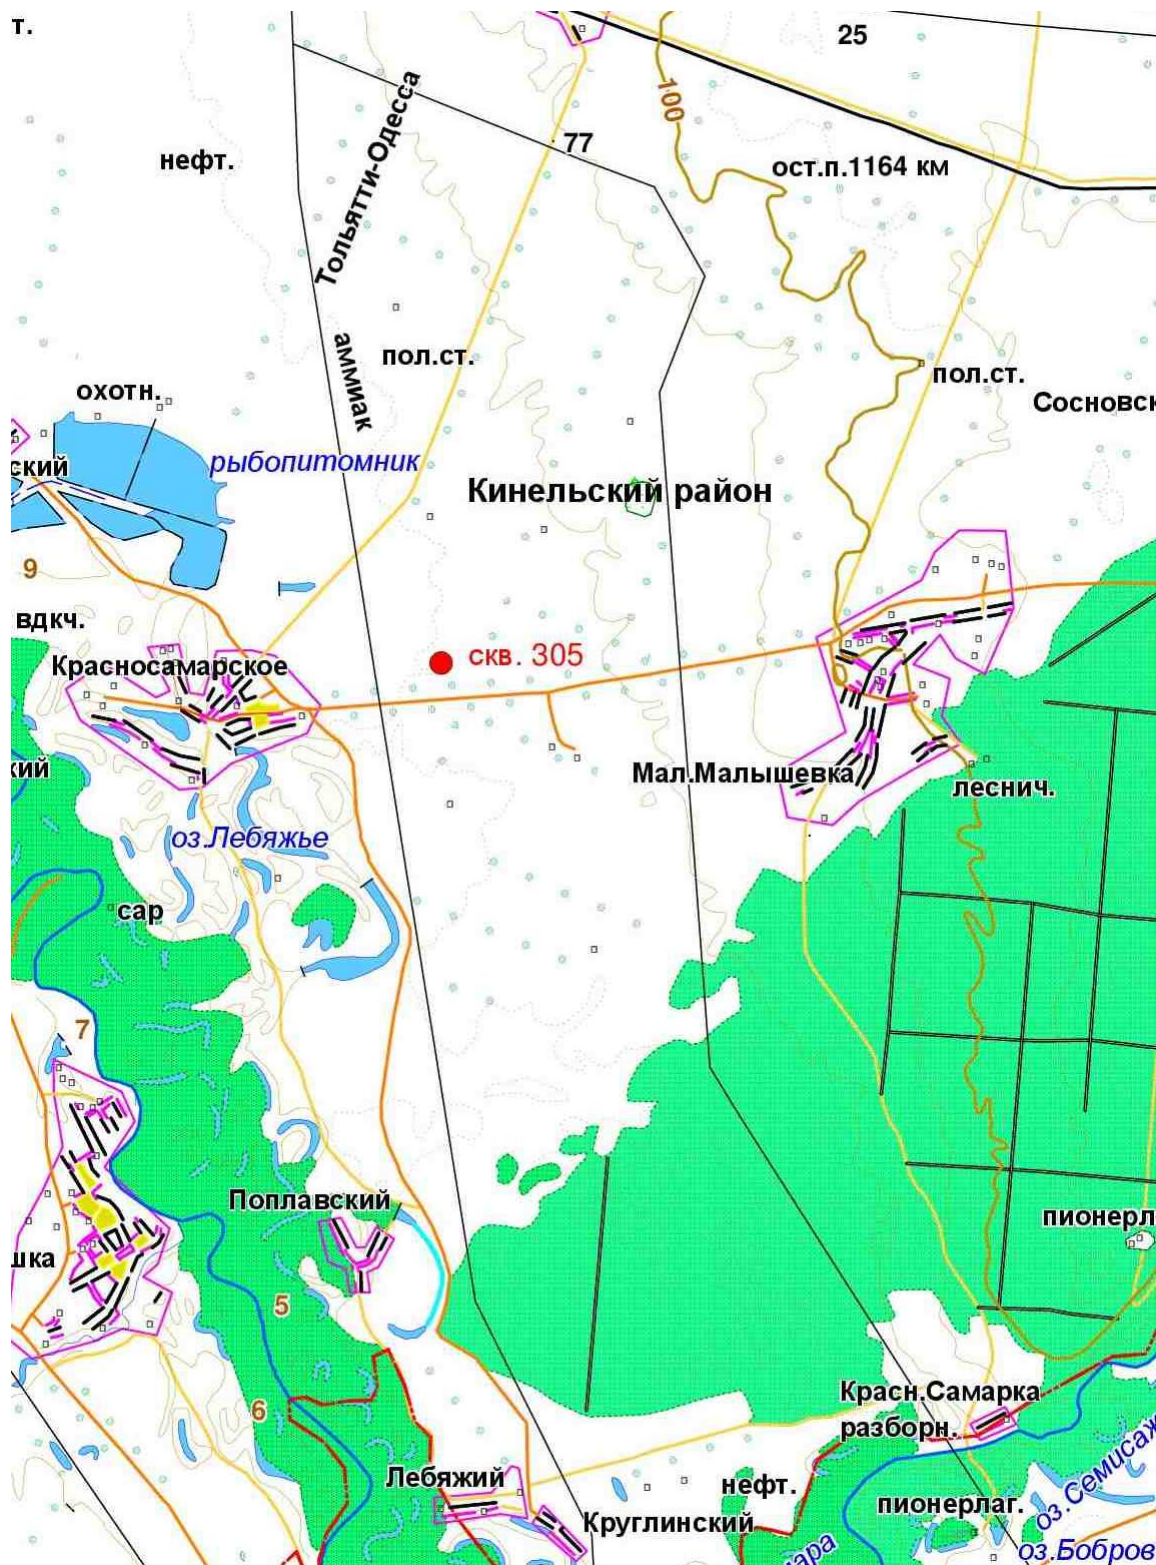 т.
25
100
Тольятти-Одесса
77
нефт.
ост.п.1164 км
аммиак
пол.ст.
пол.ст.
охотн.
Сосновск
ский
рыбопитомник
Кинельский район
9
вдкч.
Красносамарское
скв. 305
кий
Мал.Малышевка
леснич.
оз.Лебяжье
сар
7
Поплавский
пионерл
шка
5
6
Красн.Самарка
разборн.
Лебяжий
нефт.
пионерлаг.
оз.Семисаж
Круглинский
мара
оз.Бобров